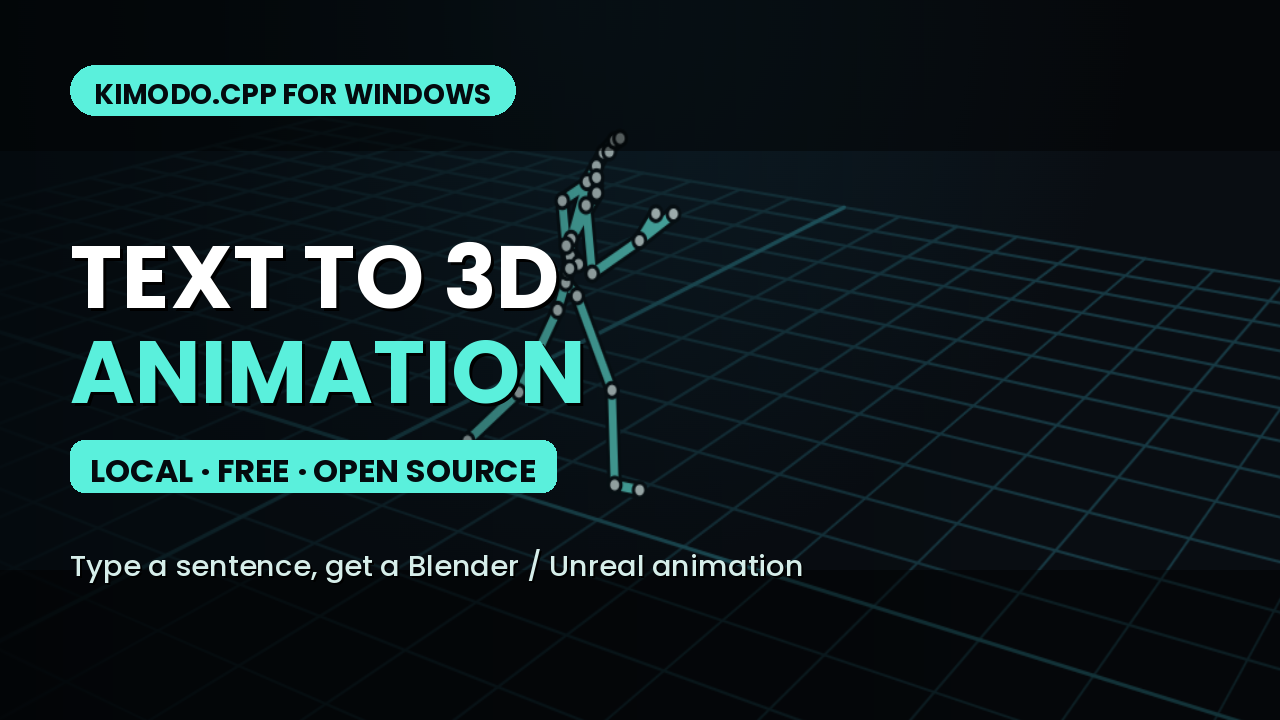 KIMODO.CPP FOR WINDOWS
TEXT TO 3D
ANIMATION
LOCAL · FREE · OPEN SOURCE
Type a sentence, get a Blender / Unreal animation